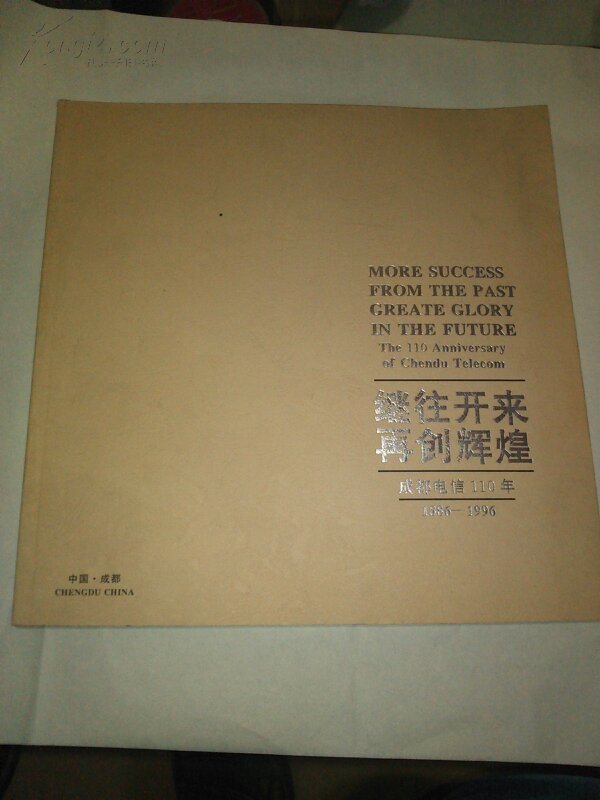 Kongfz.com
MORE SUCCESS
FROM THE PAST
GREATE GLORY
IN THE FUTURE
The 110 Anniversary
of Chendu Telecom
继往开来
再创辉煌
成都电信110年
1886—1996
中国·成都
CHENGDU CHINA